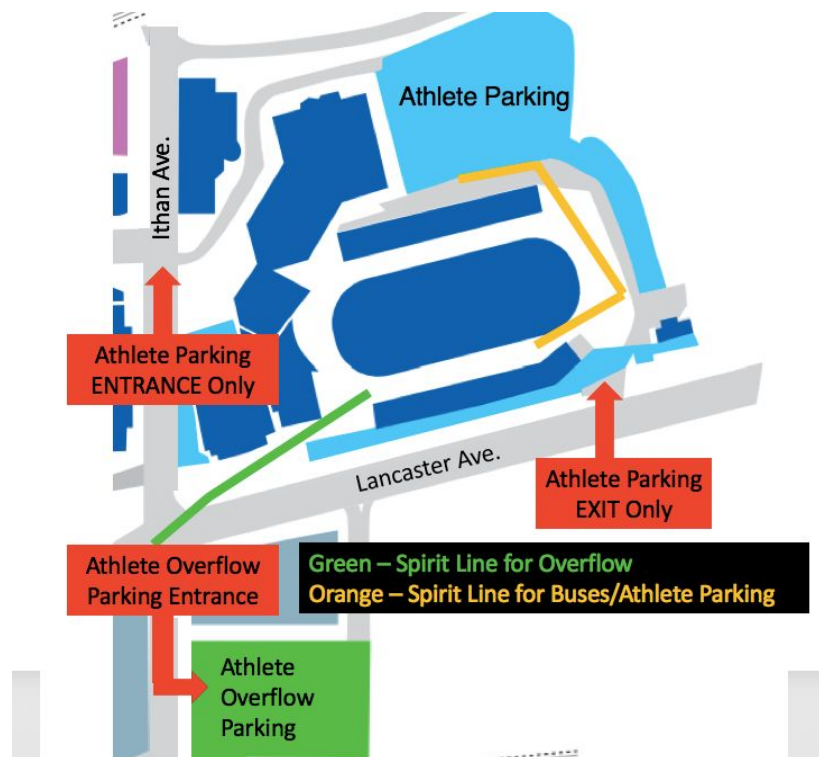 Athlete Parking
Ithan Ave.
Athlete Parking
ENTRANCE Only
Lancaster Ave.
Athlete Parking
EXIT Only
Athlete Overflow
Parking Entrance
Green – Spirit Line for Overflow
Orange – Spirit Line for Buses/Athlete Parking
Athlete
Overflow
Parking